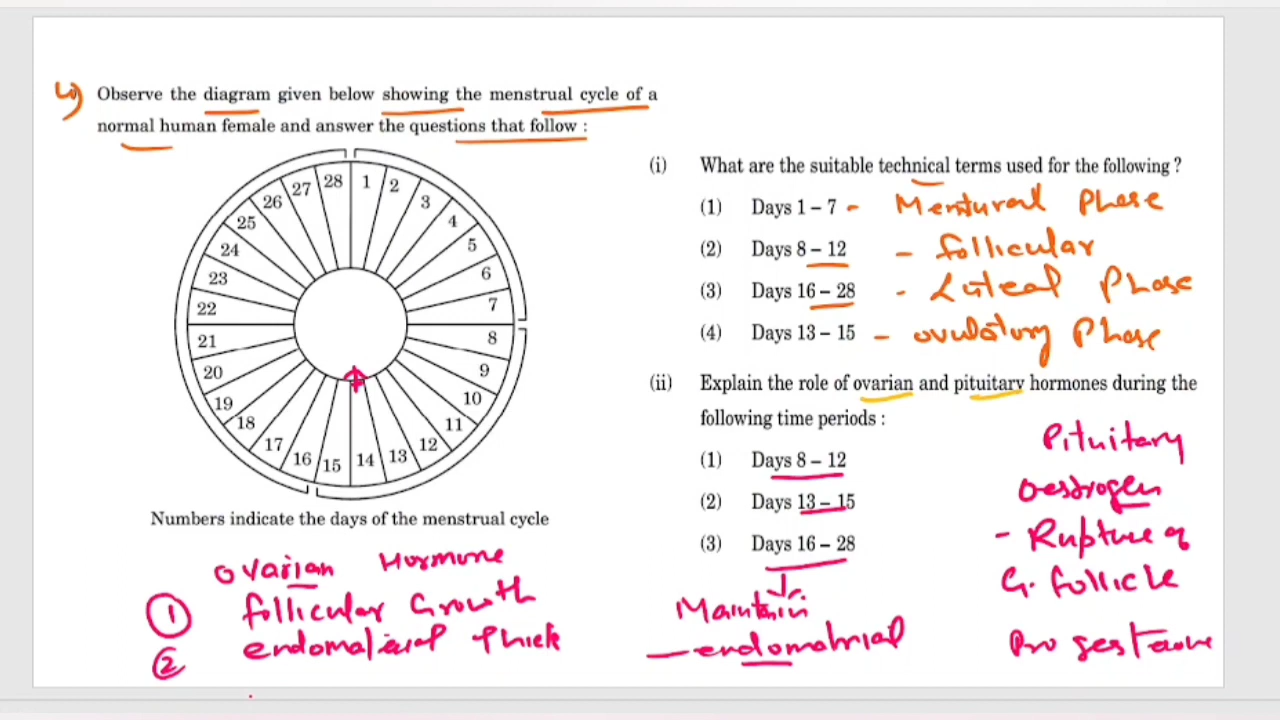 4) Observe the diagram given below showing the menstrual cycle of a
normal human female and answer the questions that follow :
1
2
3
4
5
6
7
8
9
10
11
12
13
14
15
16
17
18
19
20
21
22
23
24
25
26
27
28
Numbers indicate the days of the menstrual cycle
(i) What are the suitable technical terms used for the following ?
(1) Days 1 – 7 - Mentural Phase
(2) Days 8 – 12 - follicular
(3) Days 16 – 28 - Luteal Phase
(4) Days 13 – 15 - ovulatory Phase
(ii) Explain the role of ovarian and pituitary hormones during the
following time periods :
(1) Days 8 – 12
(2) Days 13 – 15
(3) Days 16 – 28
Maintain
- endomatrial
Pituitary
Oestrogen
- Rupture of
G. follicle
Ovarian Hormone
1 follicular Growth
2 thick